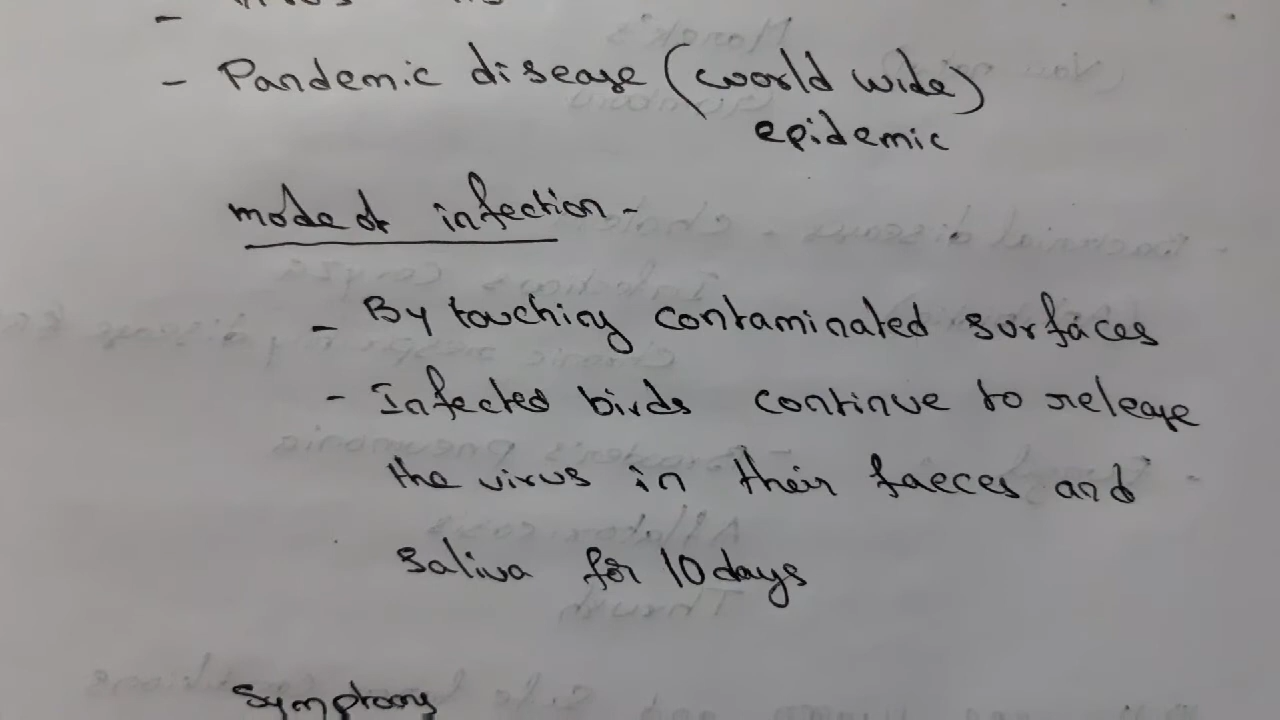 - Pandemic disease (world wide)
epidemic
mode of infection -
- By touching contaminated surfaces
- Infected birds continue to release
the virus in their faeces and
saliva for 10 days
Symptoms